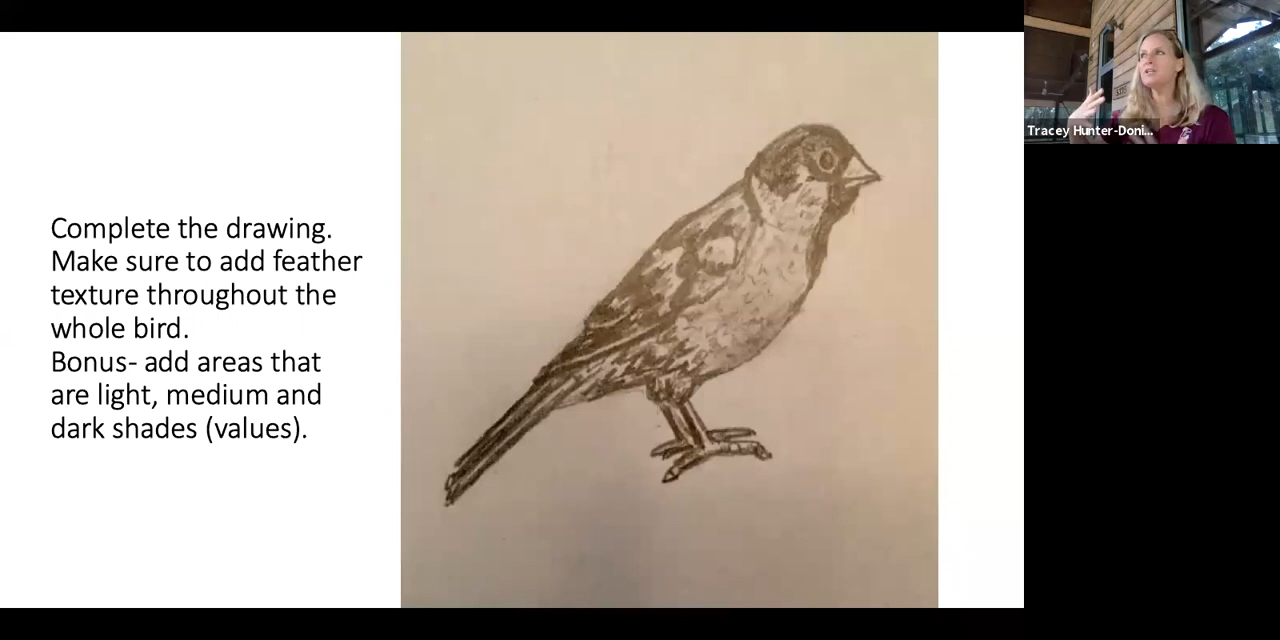 Complete the drawing.
Make sure to add feather
texture throughout the
whole bird.
Bonus- add areas that
are light, medium and
dark shades (values).
Tracey Hunter-Doni...